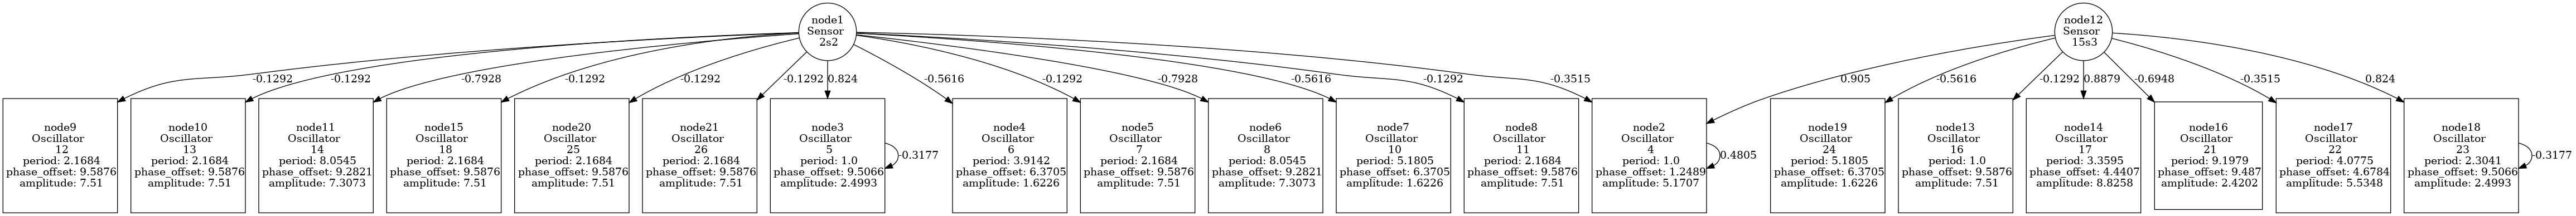 node1
Sensor
2s2
node12
Sensor
15s3
-0.1292
-0.1292
-0.7928
-0.1292
-0.1292
-0.1292
0.824
-0.5616
-0.1292
-0.7928
-0.5616
-0.1292
-0.3515
0.905
-0.5616
-0.1292
0.8879
-0.6948
-0.3515
0.824
node9
Oscillator
12
period: 2.1684
phase_offset: 9.5876
amplitude: 7.51
node10
Oscillator
13
period: 2.1684
phase_offset: 9.5876
amplitude: 7.51
node11
Oscillator
14
period: 8.0545
phase_offset: 9.2821
amplitude: 7.3073
node15
Oscillator
18
period: 2.1684
phase_offset: 9.5876
amplitude: 7.51
node20
Oscillator
25
period: 2.1684
phase_offset: 9.5876
amplitude: 7.51
node21
Oscillator
26
period: 2.1684
phase_offset: 9.5876
amplitude: 7.51
node3
Oscillator
5
period: 1.0
phase_offset: 9.5066
amplitude: 2.4993
-0.3177
node4
Oscillator
6
period: 3.9142
phase_offset: 6.3705
amplitude: 1.6226
node5
Oscillator
7
period: 2.1684
phase_offset: 9.5876
amplitude: 7.51
node6
Oscillator
8
period: 8.0545
phase_offset: 9.2821
amplitude: 7.3073
node7
Oscillator
10
period: 5.1805
phase_offset: 6.3705
amplitude: 1.6226
node8
Oscillator
11
period: 2.1684
phase_offset: 9.5876
amplitude: 7.51
node2
Oscillator
4
period: 1.0
phase_offset: 1.2489
amplitude: 5.1707
0.4805
node19
Oscillator
24
period: 5.1805
phase_offset: 6.3705
amplitude: 1.6226
node13
Oscillator
16
period: 1.0
phase_offset: 9.5876
amplitude: 7.51
node14
Oscillator
17
period: 3.3595
phase_offset: 4.4407
amplitude: 8.8258
node16
Oscillator
21
period: 9.1979
phase_offset: 9.487
amplitude: 2.4202
node17
Oscillator
22
period: 4.0775
phase_offset: 4.6784
amplitude: 5.5348
node18
Oscillator
23
period: 2.3041
phase_offset: 9.5066
amplitude: 2.4993
-0.3177